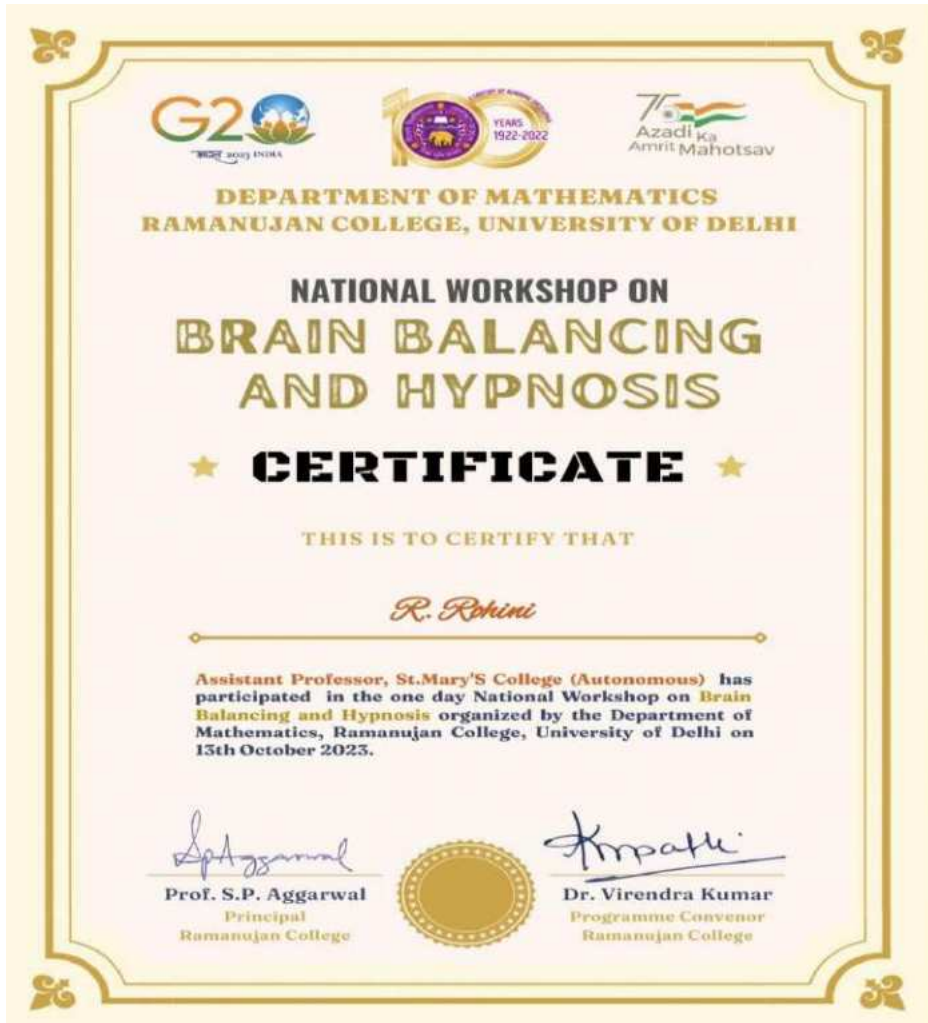 G20
भारत 2023 INDIA
100
YEARS
1922-2022
75
Azadi Ka
Amrit Mahotsav
DEPARTMENT OF MATHEMATICS
RAMANUJAN COLLEGE, UNIVERSITY OF DELHI
NATIONAL WORKSHOP ON
BRAIN BALANCING
AND HYPNOSIS
CERTIFICATE
THIS IS TO CERTIFY THAT
R. Rohini
Assistant Professor, St.Mary'S College (Autonomous) has
participated in the one day National Workshop on Brain
Balancing and Hypnosis organized by the Department of
Mathematics, Ramanujan College, University of Delhi on
13th October 2023.
SpAggarwal
Prof. S.P. Aggarwal
Dr. Virendra Kumar
Principal
Programme Convenor
Ramanujan College
Ramanujan College